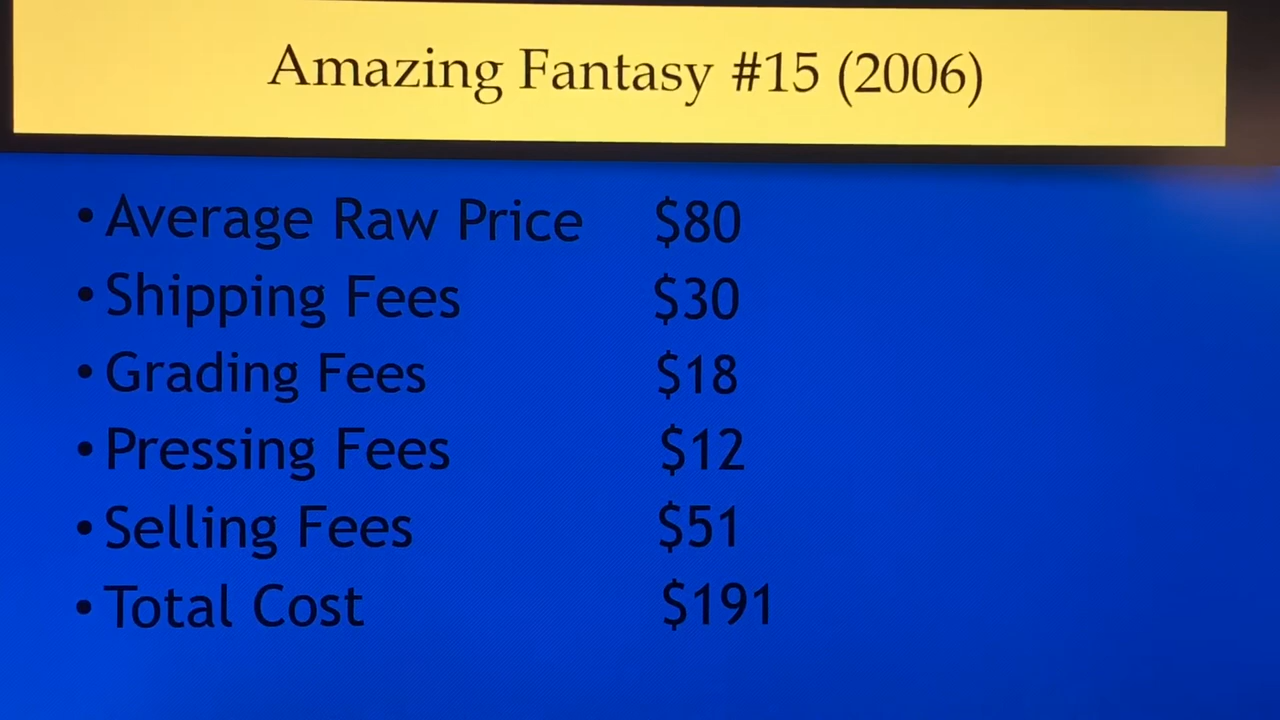 Amazing Fantasy #15 (2006)
• Average Raw Price $80
• Shipping Fees $30
• Grading Fees $18
• Pressing Fees $12
• Selling Fees $51
• Total Cost $191